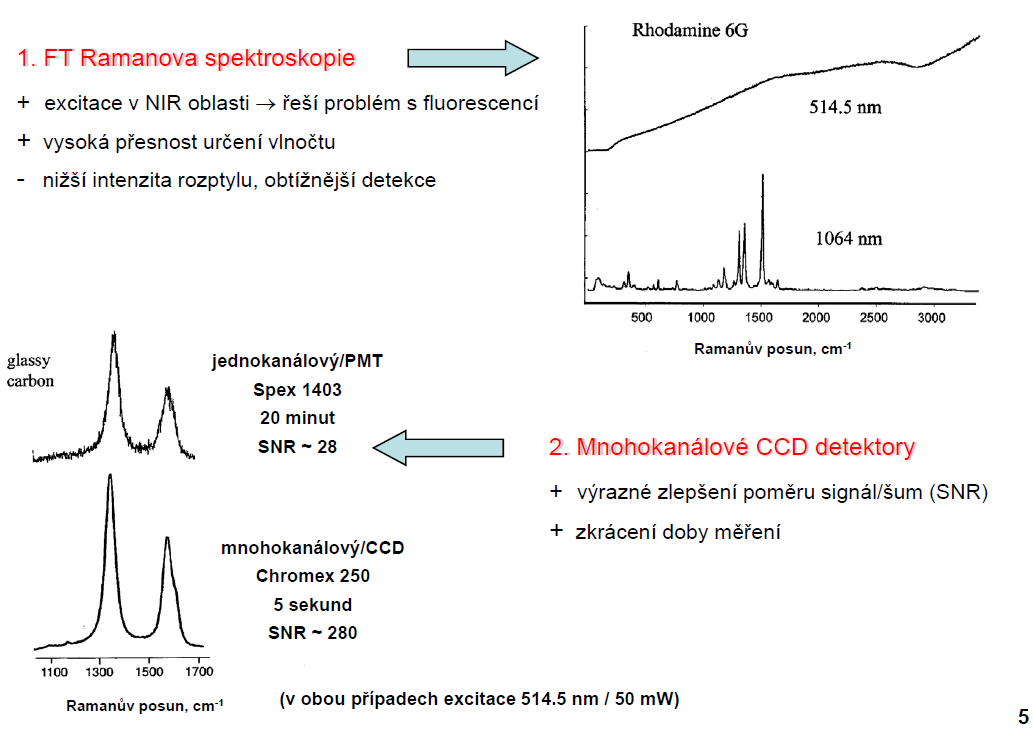 1. FT Ramanova spektroskopie
+ excitace v NIR oblasti → řeší problém s fluorescencí
+ vysoká přesnost určení vlnočtu
- nižší intenzita rozptylu, obtížnější detekce
Rhodamine 6G
514.5 nm
1064 nm
500 1000 1500 2000 2500 3000
Ramanův posun, cm-1
glassy
carbon
jednokanálový/PMT
Spex 1403
20 minut
SNR ~ 28
2. Mnohokanálové CCD detektory
+ výrazné zlepšení poměru signál/šum (SNR)
+ zkrácení doby měření
mnohokanálový/CCD
Chromex 250
5 sekund
SNR ~ 280
1100 1300 1500 1700
Ramanův posun, cm-1
(v obou případech excitace 514.5 nm / 50 mW)
5